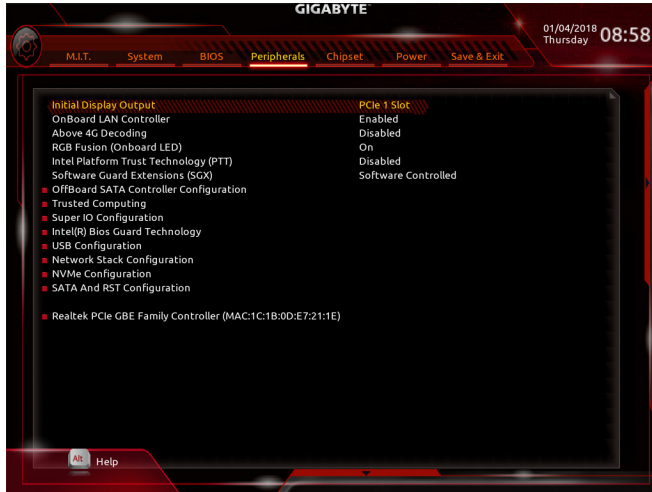 GIGABYTE™
01/04/2018 Thursday 08:58
M.I.T. System BIOS Peripherals Chipset Power Save & Exit
Initial Display Output PCIe 1 Slot
OnBoard LAN Controller Enabled
Above 4G Decoding Disabled
RGB Fusion (Onboard LED) On
Intel Platform Trust Technology (PTT) Disabled
Software Guard Extensions (SGX) Software Controlled
OffBoard SATA Controller Configuration
Trusted Computing
Super IO Configuration
Intel(R) Bios Guard Technology
USB Configuration
Network Stack Configuration
NVMe Configuration
SATA And RST Configuration
Realtek PCIe GBE Family Controller (MAC:1C:1B:0D:E7:21:1E)
Alt Help